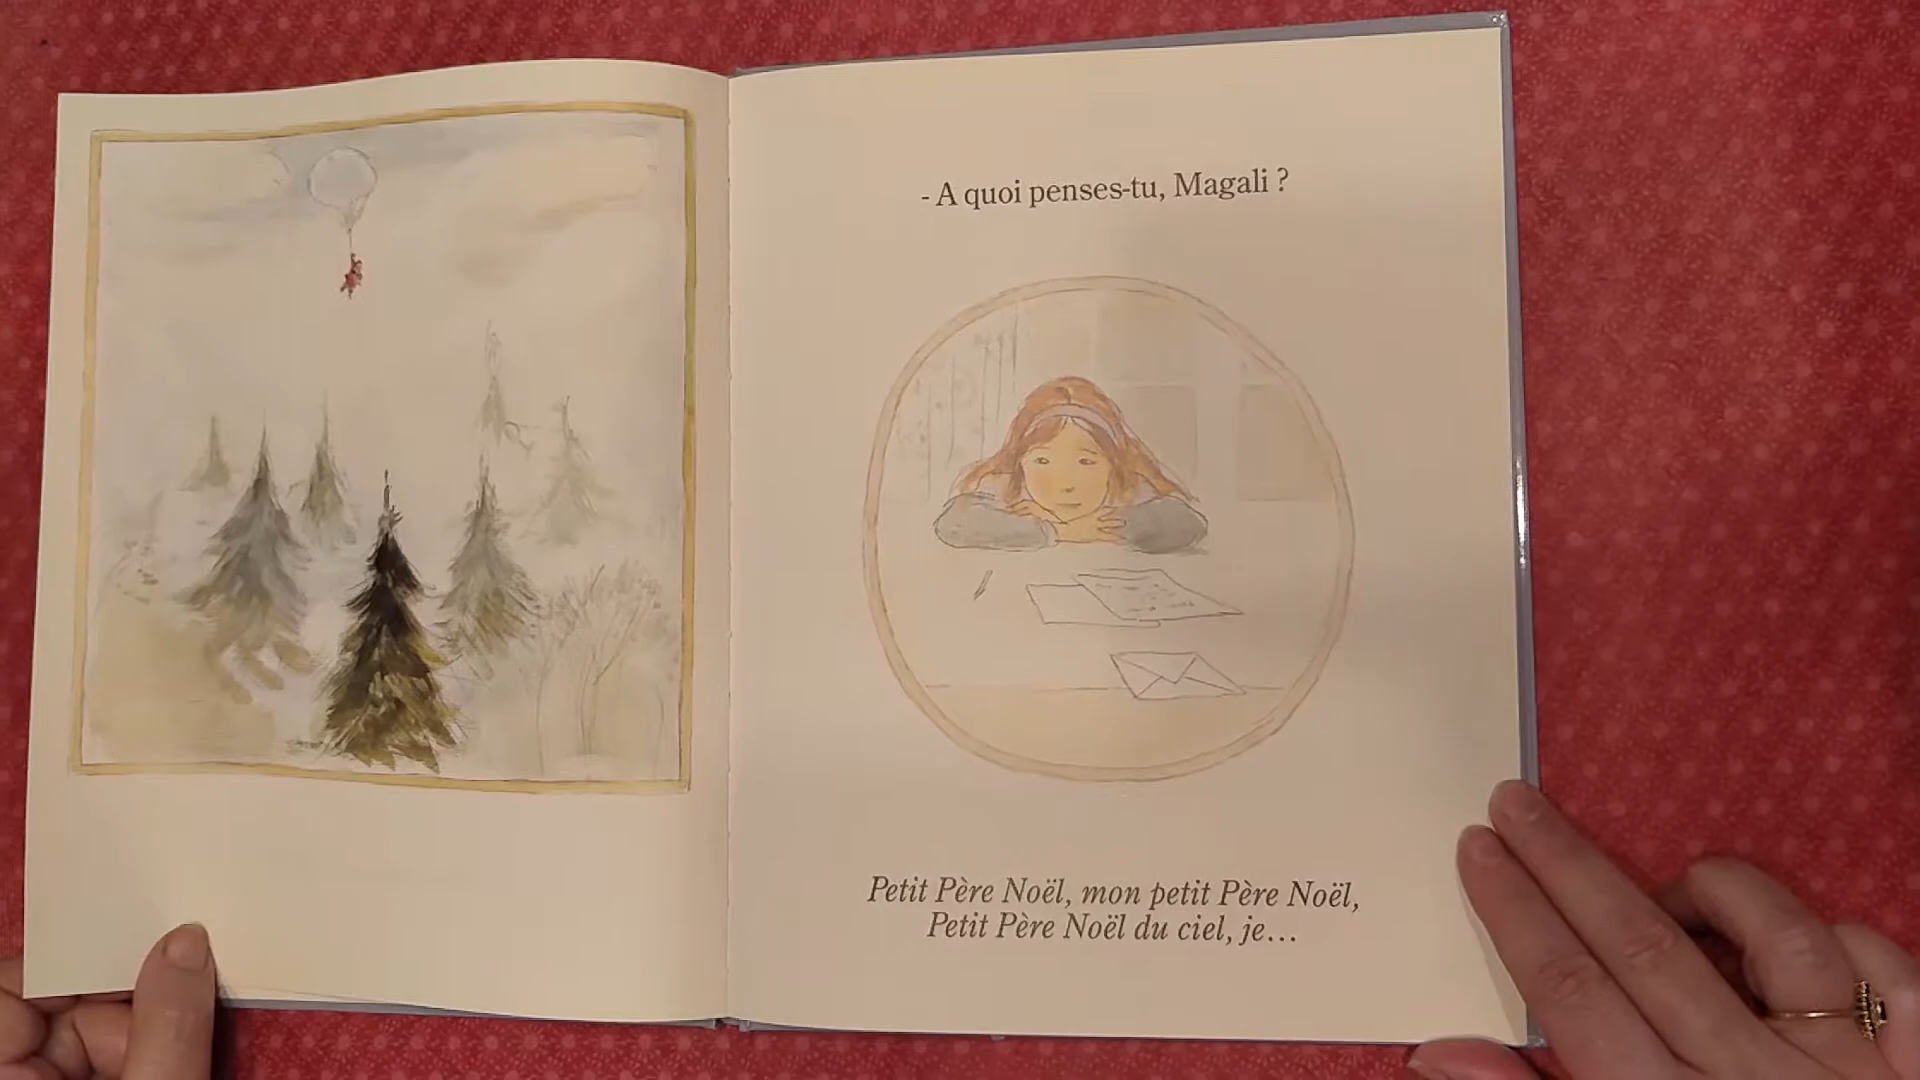 - A quoi penses-tu, Magali ?
Petit Père Noël, mon petit Père Noël,
Petit Père Noël du ciel, je…